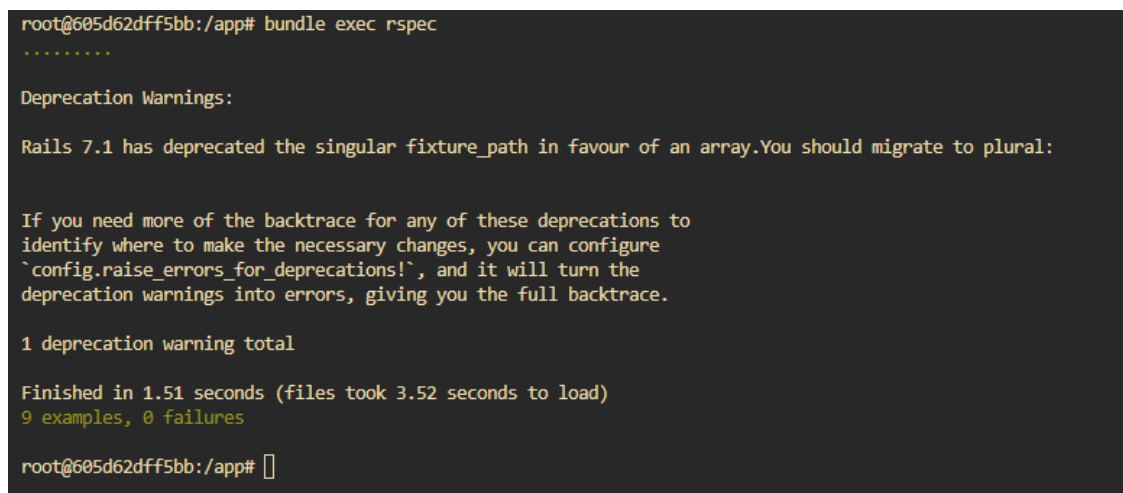 root@605d62dff5bb:/app# bundle exec rspec
.........
Deprecation Warnings:
Rails 7.1 has deprecated the singular fixture_path in favour of an array.You should migrate to plural:
If you need more of the backtrace for any of these deprecations to
identify where to make the necessary changes, you can configure
`config.raise_errors_for_deprecations!`, and it will turn the
deprecation warnings into errors, giving you the full backtrace.
1 deprecation warning total
Finished in 1.51 seconds (files took 3.52 seconds to load)
9 examples, 0 failures
root@605d62dff5bb:/app#